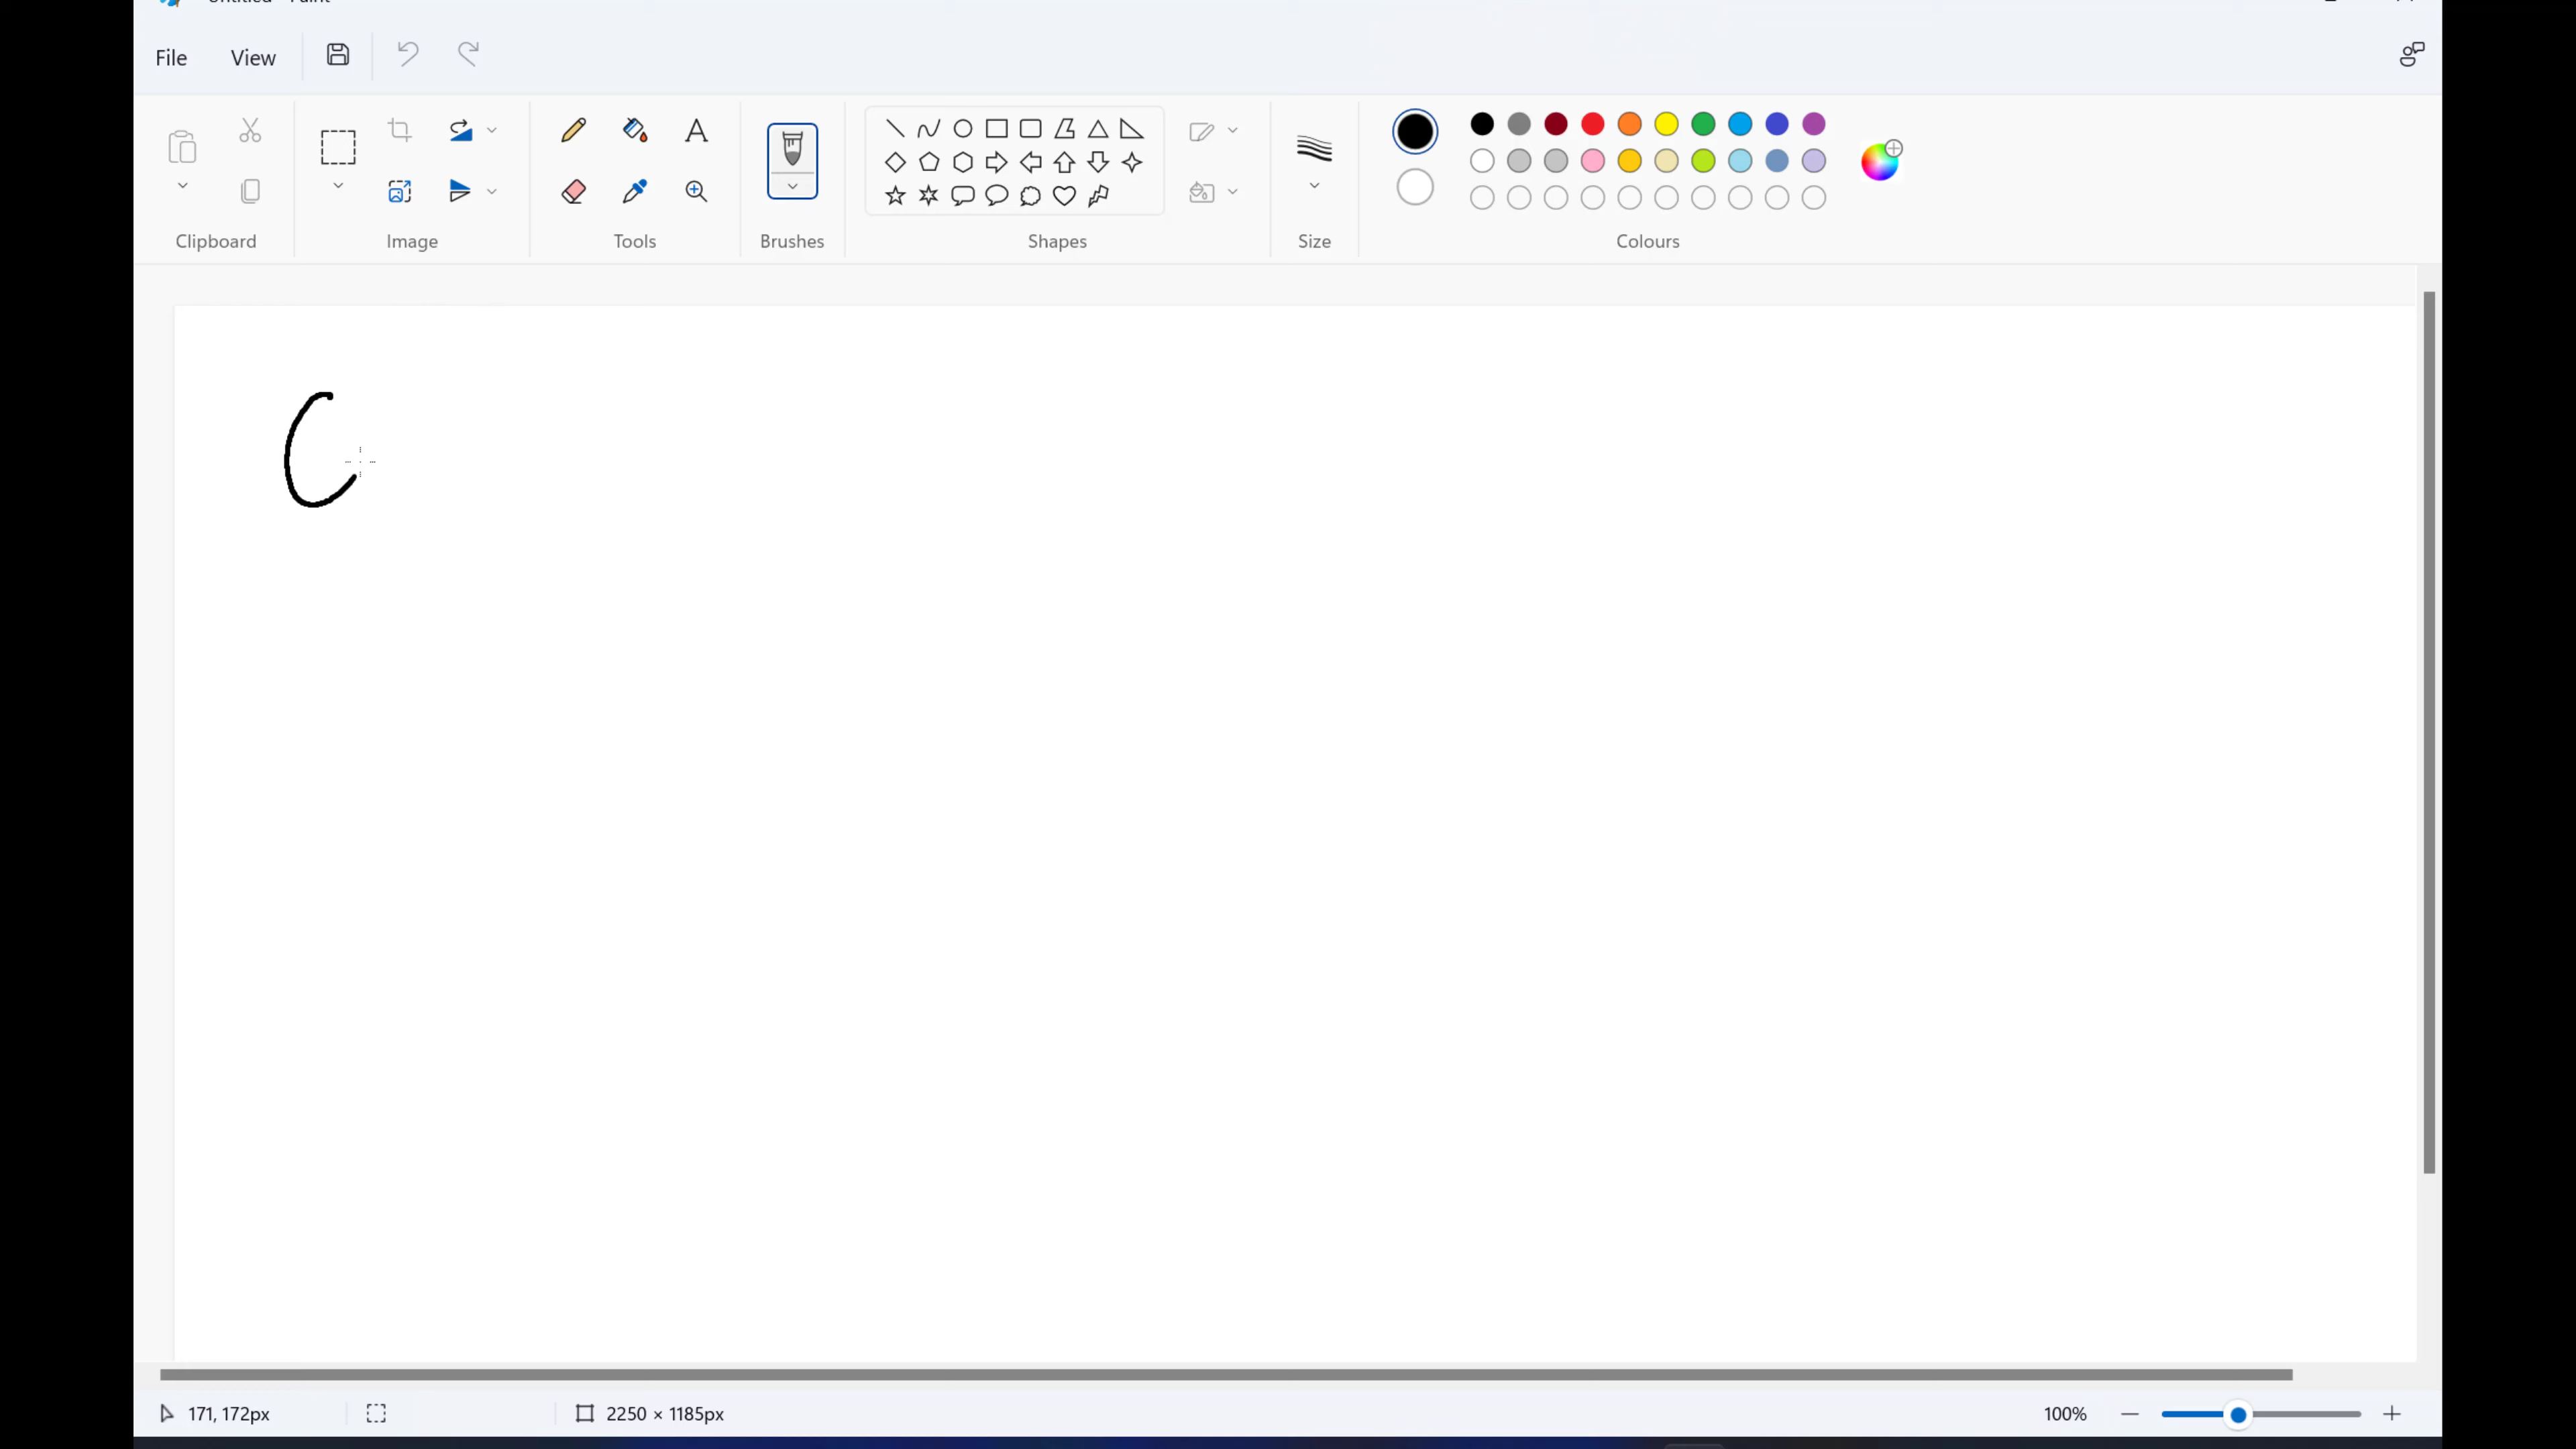 File View
Clipboard Image Tools Brushes Shapes Size Colours
C
171, 172px 2250 × 1185px 100%